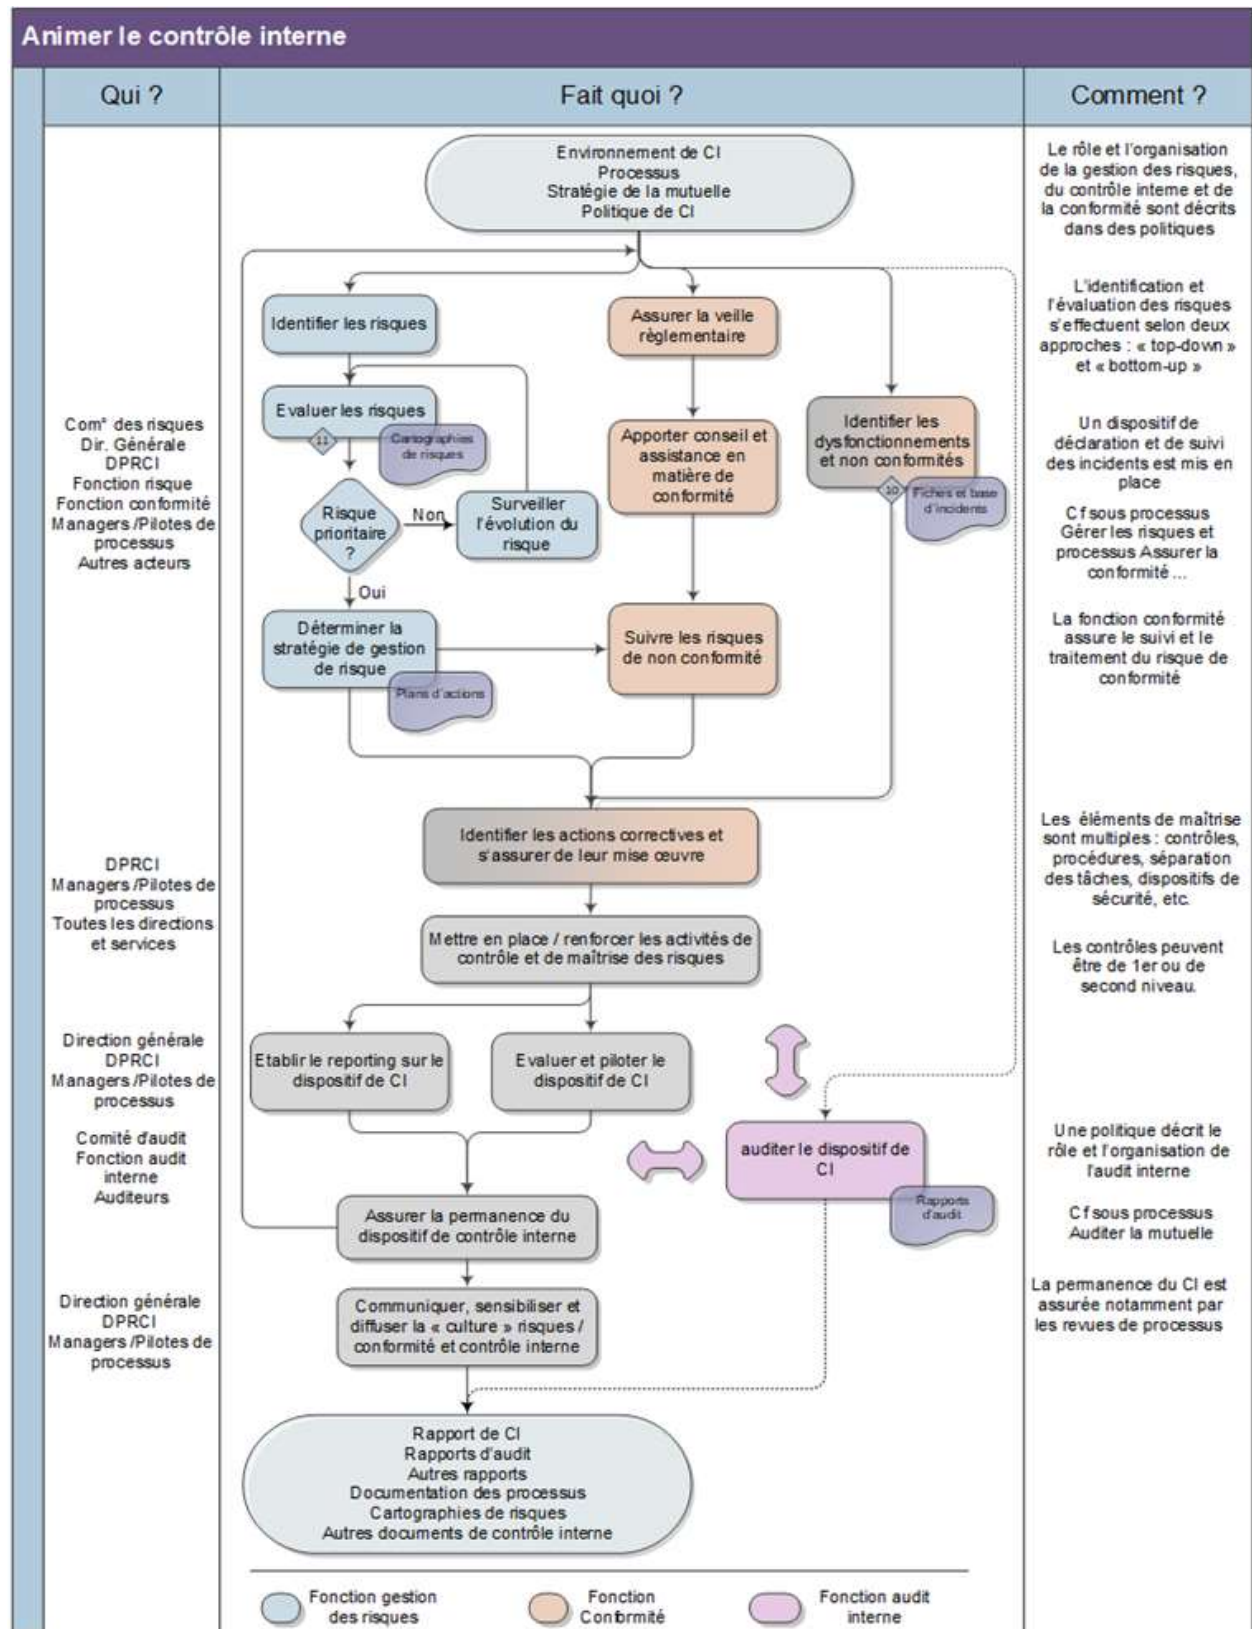 Animer le contrôle interne
Qui ?
Fait quoi ?
Comment ?
Environnement de CI
Processus
Stratégie de la mutuelle
Politique de CI
Le rôle et l'organisation
de la gestion des risques,
du contrôle interne et de
la conformité sont décrits
dans des politiques
Identifier les risques
Assurer la veille
règlementaire
L'identification et
l'évaluation des risques
s'effectuent selon deux
approches : « top-down »
et « bottom-up »
Com° des risques
Dir. Générale
DPRCI
Fonction risque
Fonction conformité
Managers /Pilotes de
processus
Autres acteurs
Evaluer les risques
11
Cartographies
de risques
Apporter conseil et
assistance en
matière de
conformité
Identifier les
dysfonctionnements
et non conformités
10
Fiches et base
d'incidents
Un dispositif de
déclaration et de suivi
des incidents est mis en
place
Risque
prioritaire
?
Non
Surveiller
l'évolution du
risque
Cf sous processus
Gérer les risques et
processus Assurer la
conformité ...
Oui
Déterminer la
stratégie de gestion
de risque
Plans d'actions
Suivre les risques
de non conformité
La fonction conformité
assure le suivi et le
traitement du risque de
conformité
Identifier les actions correctives et
s'assurer de leur mise œuvre
DPRCI
Managers /Pilotes de
processus
Toutes les directions
et services
Les éléments de maîtrise
sont multiples : contrôles,
procédures, séparation
des tâches, dispositifs de
sécurité, etc.
Mettre en place / renforcer les activités de
contrôle et de maîtrise des risques
Les contrôles peuvent
être de 1er ou de
second niveau.
Direction générale
DPRCI
Managers /Pilotes de
processus
Etablir le reporting sur le
dispositif de CI
Evaluer et piloter le
dispositif de CI
Comité d'audit
Fonction audit
interne
Auditeurs
auditer le dispositif de
CI
Rapports
d'audit
Une politique décrit le
rôle et l'organisation de
l'audit interne
Cf sous processus
Auditer la mutuelle
Assurer la permanence du
dispositif de contrôle interne
Direction générale
DPRCI
Managers /Pilotes de
processus
Communiquer, sensibiliser et
diffuser la « culture » risques /
conformité et contrôle interne
La permanence du CI est
assurée notamment par
les revues de processus
Rapport de CI
Rapports d'audit
Autres rapports
Documentation des processus
Cartographies de risques
Autres documents de contrôle interne
Fonction gestion
des risques
Fonction
Conformité
Fonction audit
interne